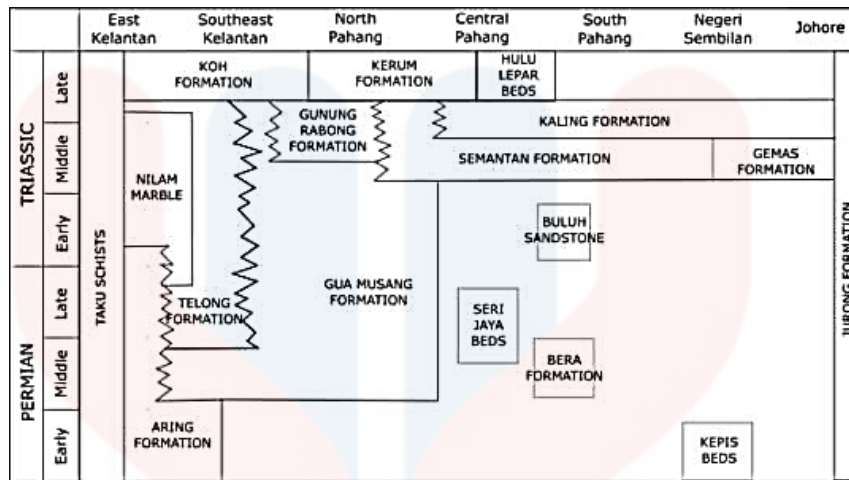 East Kelantan
Southeast Kelantan
North Pahang
Central Pahang
South Pahang
Negeri Sembilan
Johore
TRIASSIC
Late
Middle
Early
PERMIAN
Late
Middle
Early
TAKU SCHISTS
KOH
FORMATION
KERUM
FORMATION
HULU
LEPAR
BEDS
GUNUNG
RABONG
FORMATION
KALING FORMATION
SEMANTAN FORMATION
GEMAS
FORMATION
NILAM
MARBLE
BULUH
SANDSTONE
GUA MUSANG
FORMATION
TELONG
FORMATION
SERI
JAYA
BEDS
BERA
FORMATION
ARING
FORMATION
KEPIS
BEDS
JURONG FORMATION